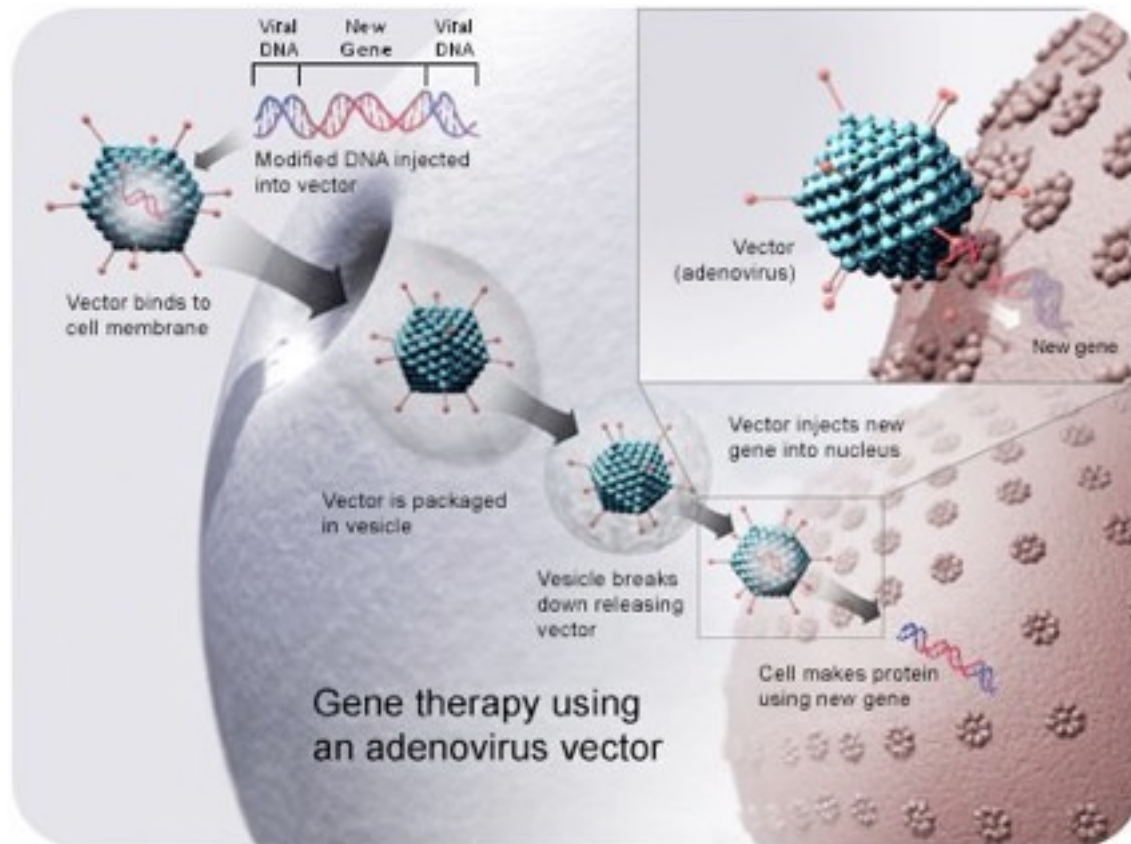 Viral New Viral
DNA Gene DNA
Modified DNA injected
into vector
Vector binds to
cell membrane
Vector
(adenovirus)
New gene
Vector injects new
gene into nucleus
Vector is packaged
in vesicle
Vesicle breaks
down releasing
vector
Cell makes protein
using new gene
Gene therapy using
an adenovirus vector